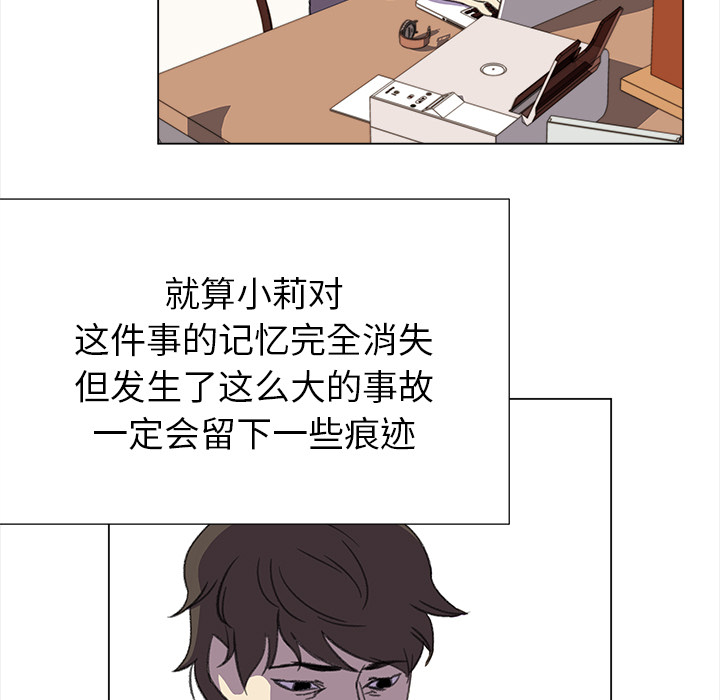 就算小莉对
这件事的记忆完全消失
但发生了这么大的事故
一定会留下一些痕迹